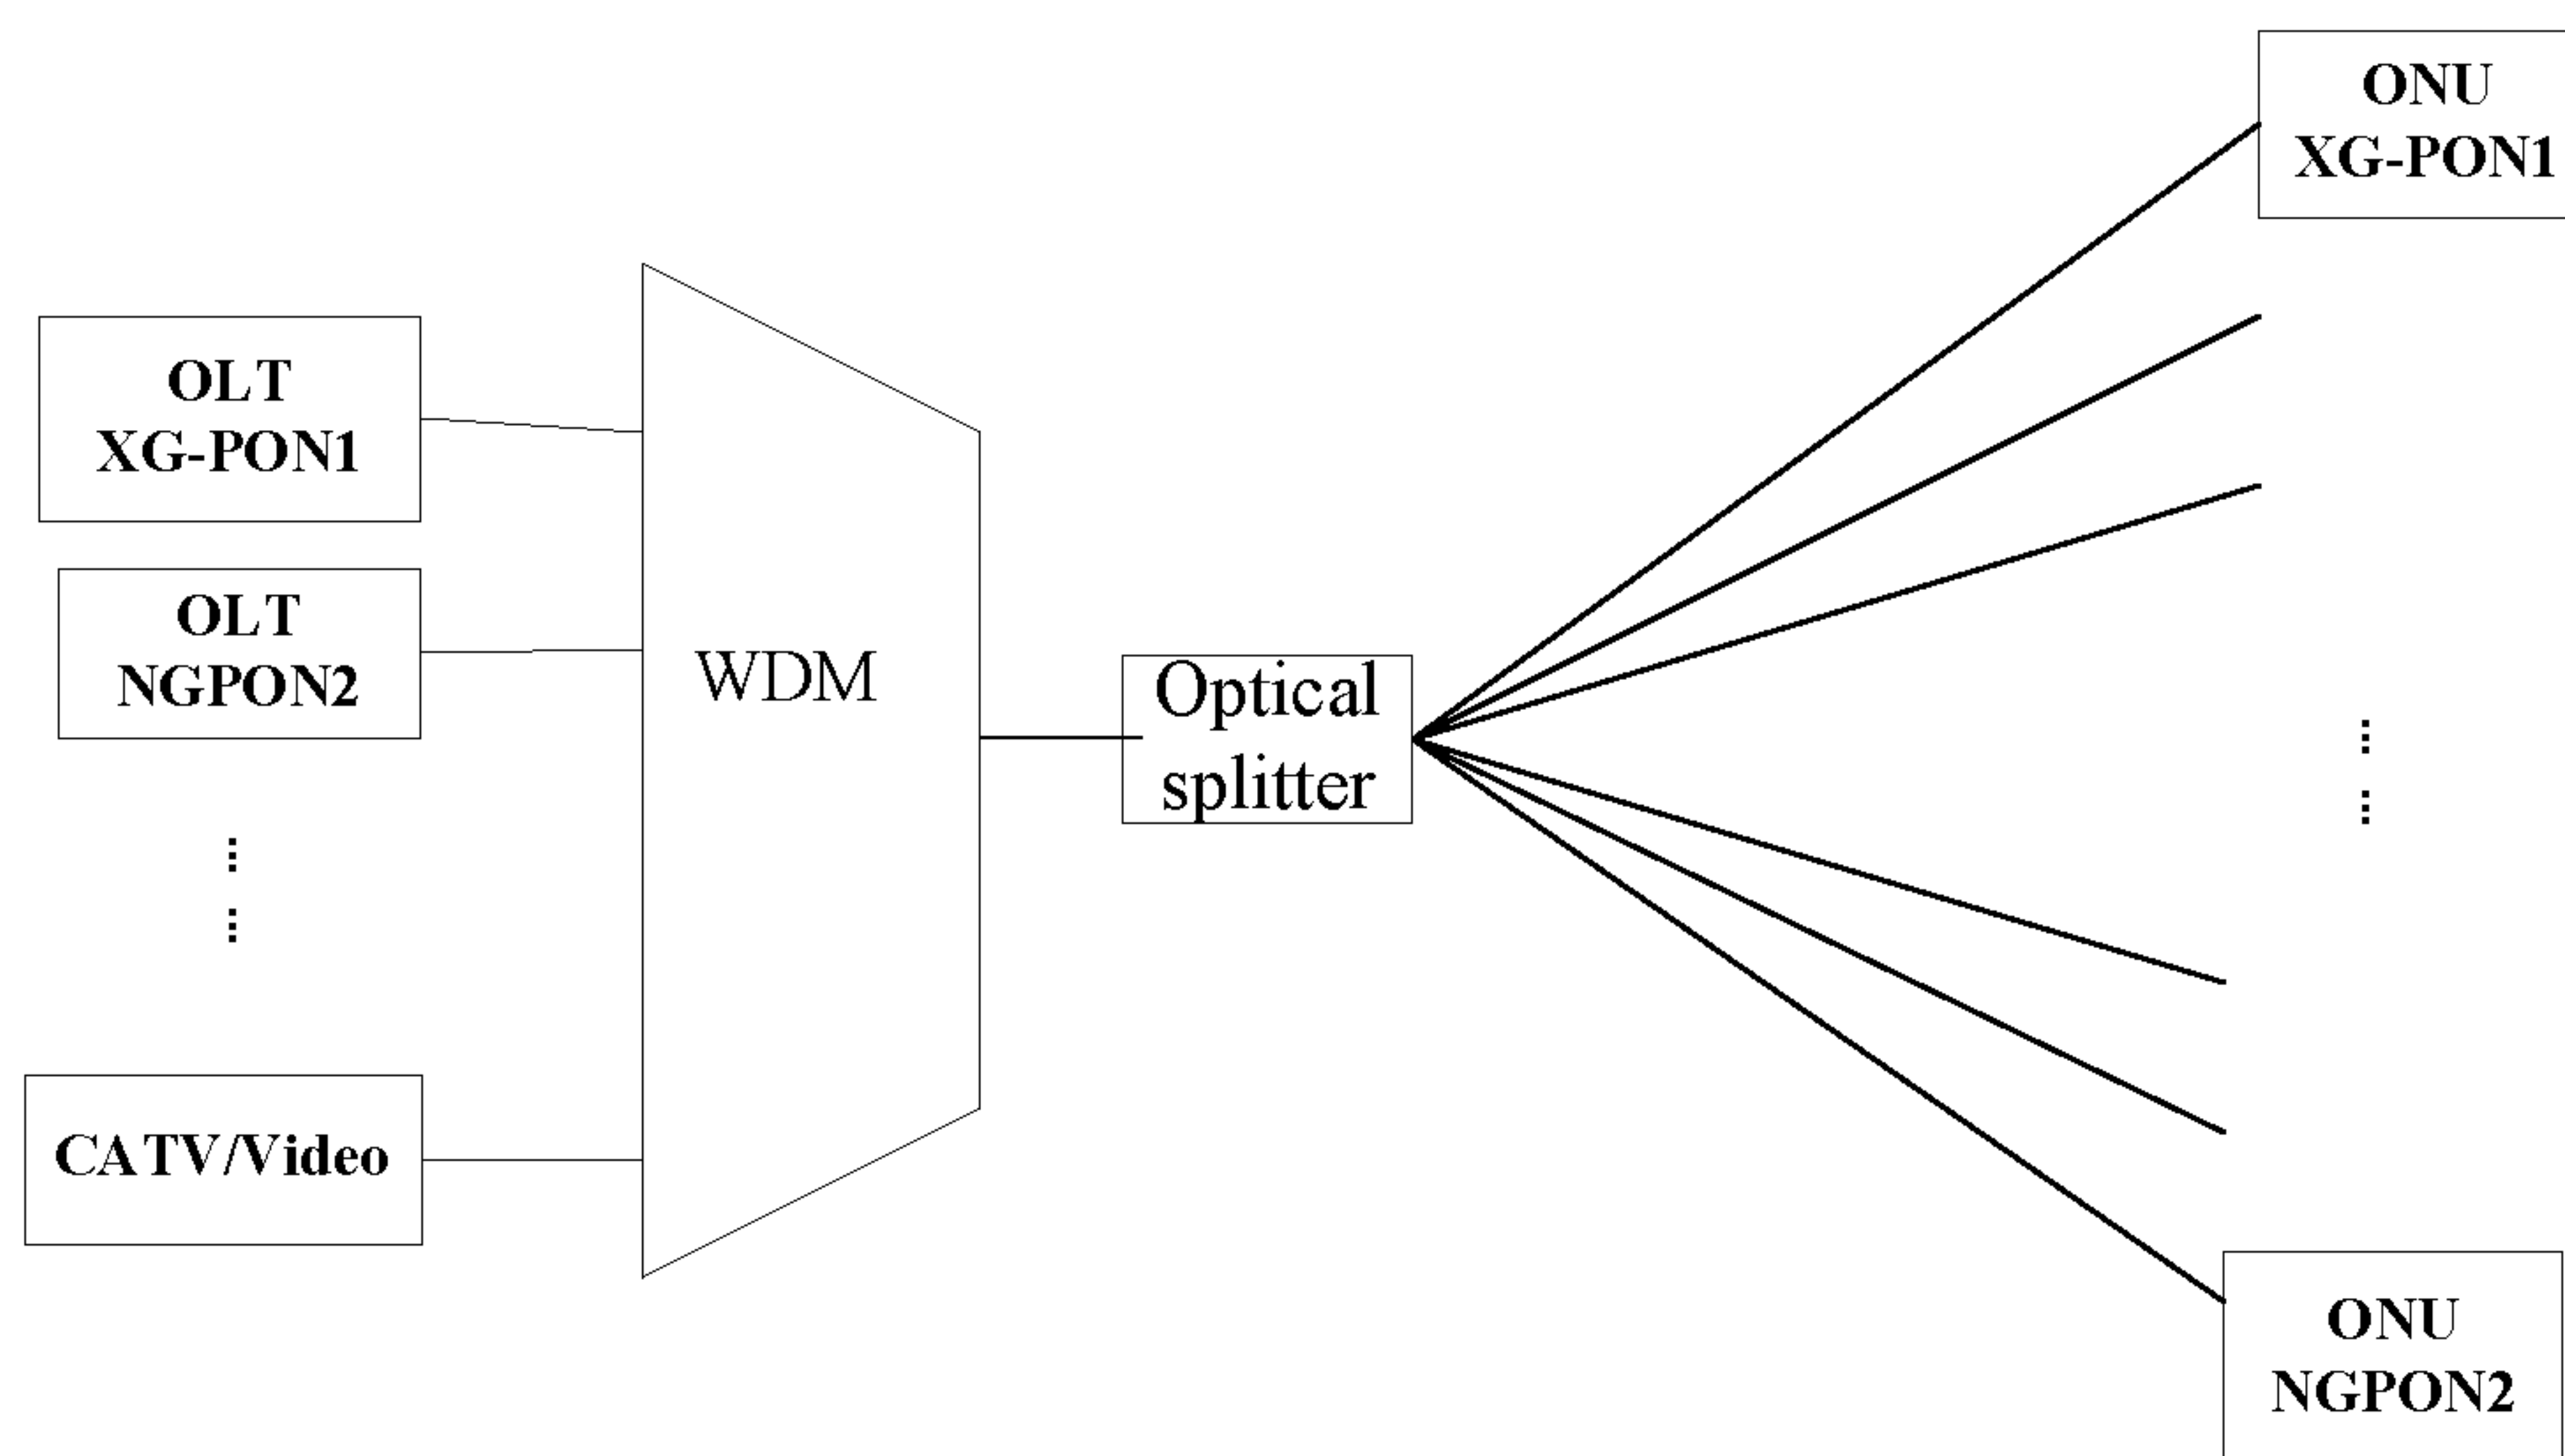 ONU
XG-PON1
OLT
XG-PON1
OLT
NGPON2
WDM
Optical
splitter
CATV/Video
ONU
NGPON2